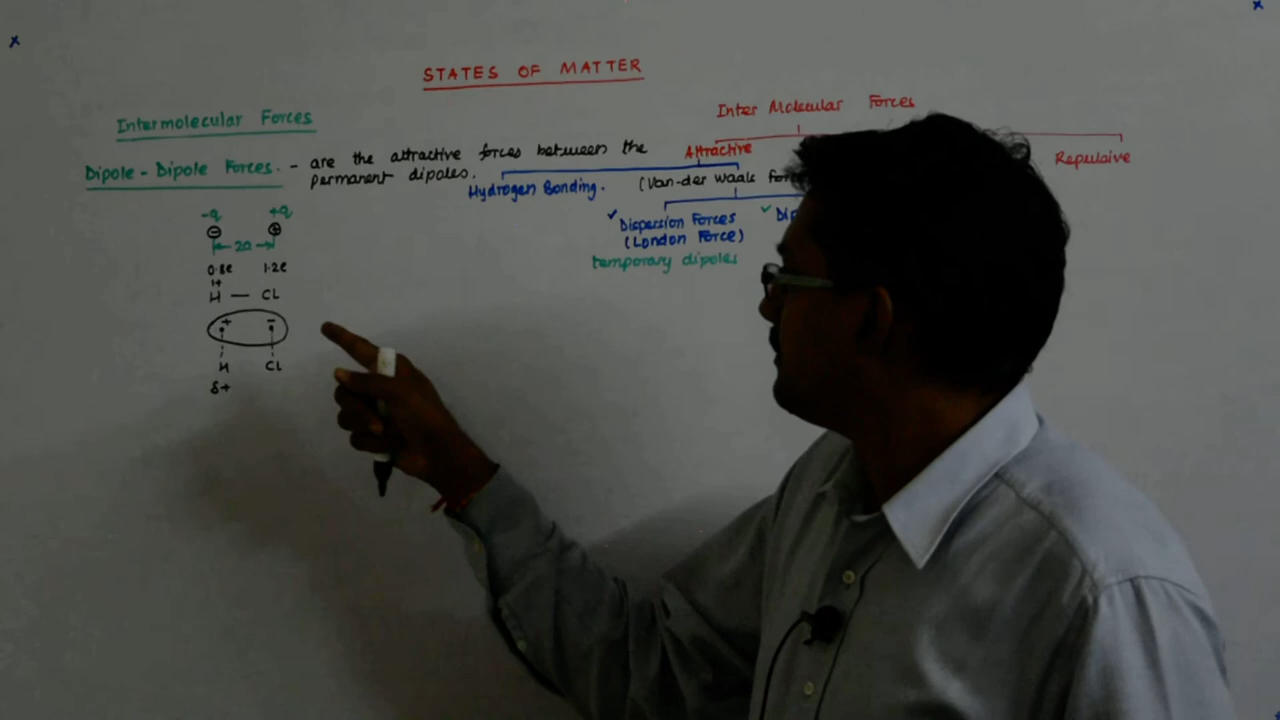 x
x
STATES OF MATTER
Intermolecular Forces
Inter Molecular Forces
Dipole - Dipole Forces. - are the attractive forces between the
permanent dipoles.
Attractive
Repulsive
Hydrogen Bonding.
(Van-der waals
✓ Dispersion Forces
(London Force)
temporary dipoles
✓
-q +q
⊖ ⊕
2a
0.8e 1.2e
1+
H — CL
+ -
H CL
δ+